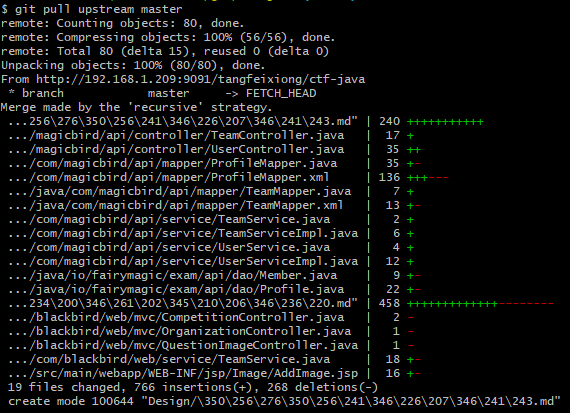 $ git pull upstream master
remote: Counting objects: 80, done.
remote: Compressing objects: 100% (56/56), done.
remote: Total 80 (delta 15), reused 0 (delta 0)
Unpacking objects: 100% (80/80), done.
From http://192.168.1.209:9091/tangfeixiong/ctf-java
 * branch            master     -> FETCH_HEAD
Merge made by the 'recursive' strategy.
 ...256\276\350\256\241\346\226\207\346\241\243.md" | 240 +++++++++++
 .../magicbird/api/controller/TeamController.java   |  17 +
 .../magicbird/api/controller/UserController.java   |  35 ++
 .../com/magicbird/api/mapper/ProfileMapper.java    |  35 +-
 .../com/magicbird/api/mapper/ProfileMapper.xml     | 136 +++---
 .../java/com/magicbird/api/mapper/TeamMapper.java  |   7 +
 .../java/com/magicbird/api/mapper/TeamMapper.xml   |  13 +-
 .../com/magicbird/api/service/TeamService.java     |   2 +
 .../com/magicbird/api/service/TeamServiceImpl.java |   6 +
 .../com/magicbird/api/service/UserService.java     |   4 +
 .../com/magicbird/api/service/UserServiceImpl.java |  12 +
 .../java/io/fairymagic/exam/api/dao/Member.java    |   9 +-
 .../java/io/fairymagic/exam/api/dao/Profile.java   |  22 +-
 ...234\200\346\261\202\345\210\206\346\236\220.md" | 458 +++++++++++++--------
 .../blackbird/web/mvc/CompetitionController.java   |   2 -
 .../blackbird/web/mvc/OrganizationController.java  |   1 -
 .../blackbird/web/mvc/QuestionImageController.java |   1 -
 .../com/blackbird/web/service/TeamService.java     |  18 +-
 .../src/main/webapp/WEB-INF/jsp/Image/AddImage.jsp |  16 +-
 19 files changed, 766 insertions(+), 268 deletions(-)
 create mode 100644 "Design/\350\256\276\350\256\241\346\226\207\346\241\243.md"